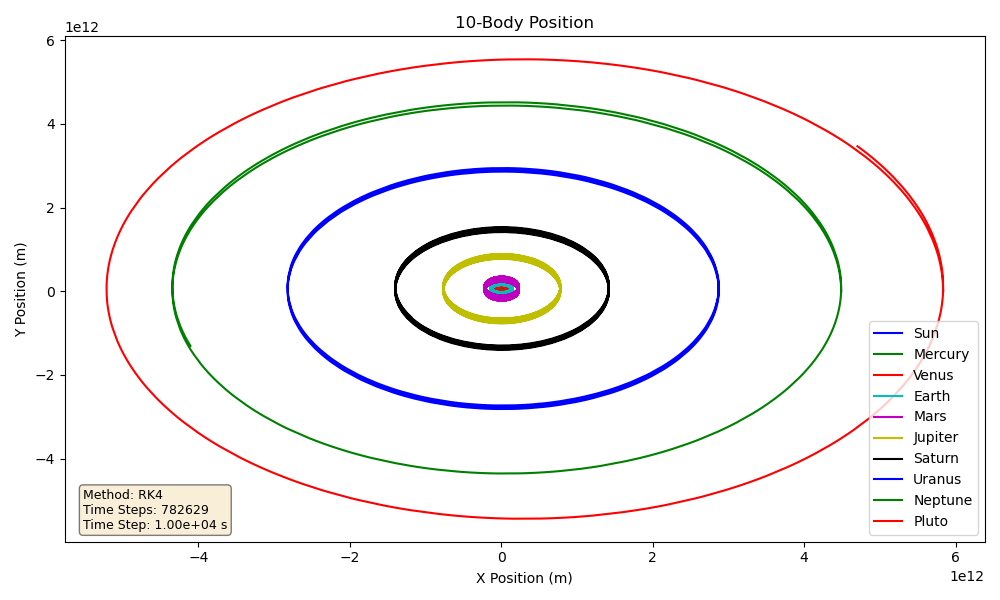 10-Body Position
1e12
6
4
2
0
−2
−4
Y Position (m)
−4
−2
0
2
4
6
1e12
X Position (m)
Method: RK4
Time Steps: 782629
Time Step: 1.00e+04 s
Sun
Mercury
Venus
Earth
Mars
Jupiter
Saturn
Uranus
Neptune
Pluto